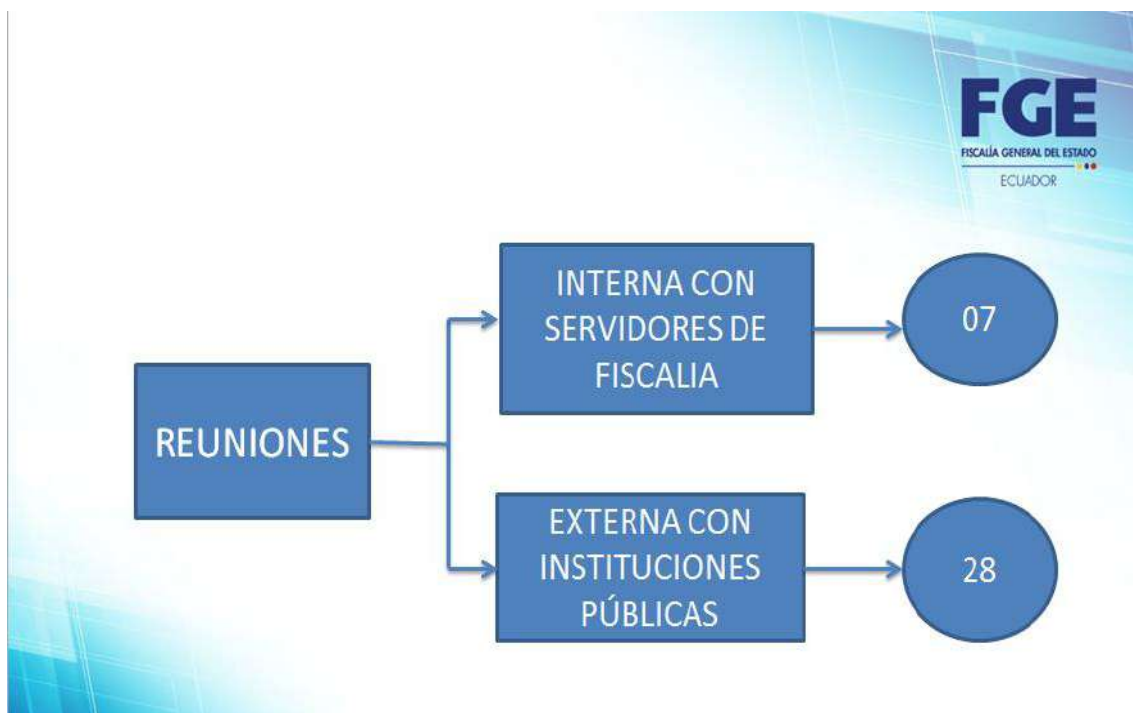 FGE
FISCALÍA GENERAL DEL ESTADO
ECUADOR
REUNIONES
INTERNA CON
SERVIDORES DE
FISCALIA
07
EXTERNA CON
INSTITUCIONES
PÚBLICAS
28